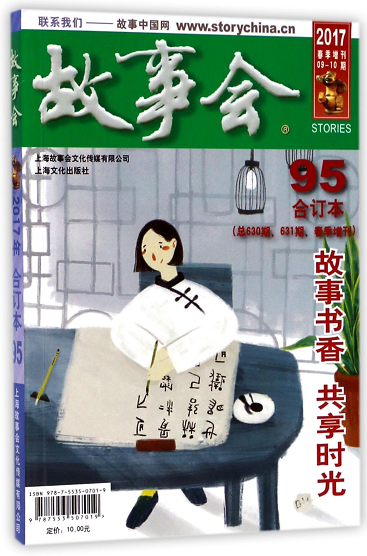 联系我们——故事中国网 www.storychina.cn
2017
春季增刊
09-10期
故事会
®
STORIES
上海故事会文化传媒有限公司
上海文化出版社
95
合订本
(总630期、631期、春季增刊)
故事书香 共享时光
2017年 合订本 95
上海故事会文化传媒有限公司
ISBN 978-7-5535-0701-9
9 787553 507019 >
定价：10.00元